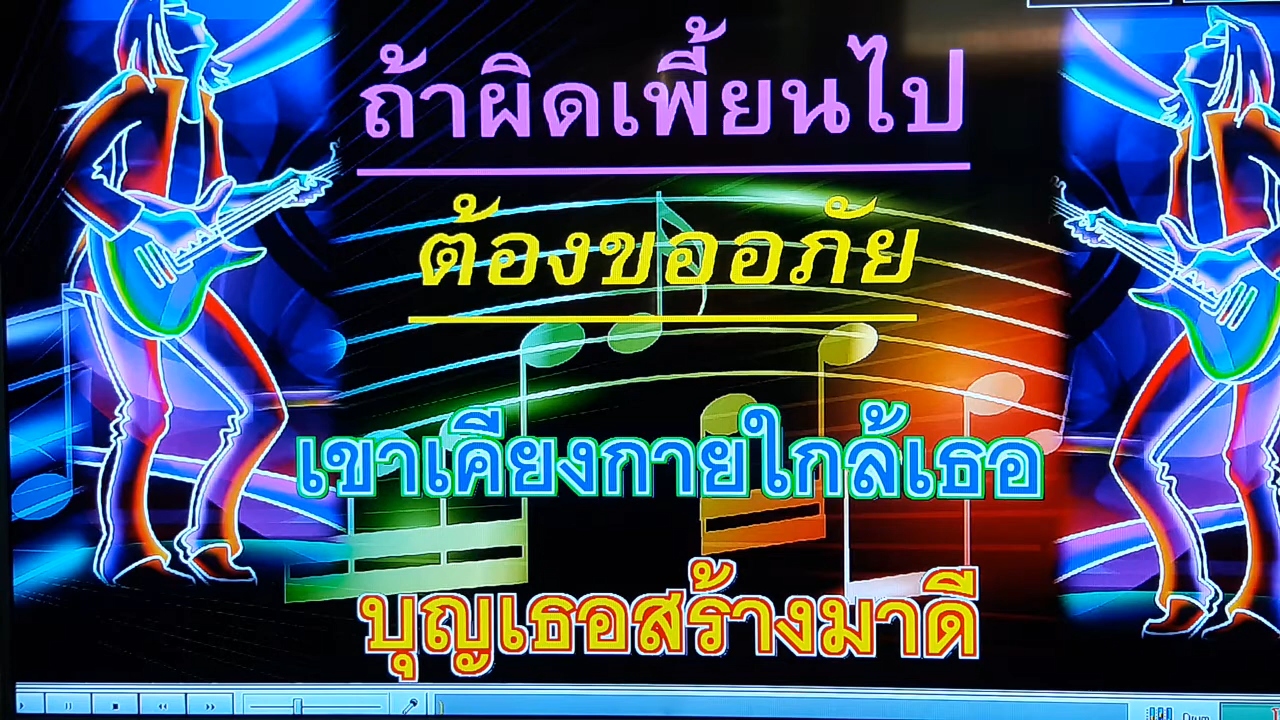 ถ้าผิดเพี้ยนไป
ต้องขออภัย
เขาเคียงกายใกล้เธอ
บุญเธอสร้างมาดี
Drum